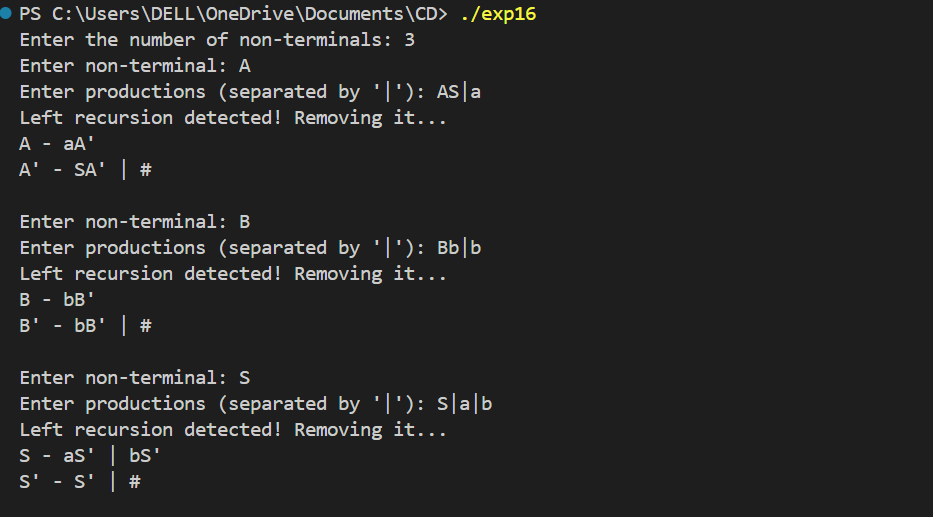 PS C:\Users\DELL\OneDrive\Documents\CD> ./exp16
Enter the number of non-terminals: 3
Enter non-terminal: A
Enter productions (separated by '|'): AS|a
Left recursion detected! Removing it...
A - aA'
A' - SA' | #
Enter non-terminal: B
Enter productions (separated by '|'): Bb|b
Left recursion detected! Removing it...
B - bB'
B' - bB' | #
Enter non-terminal: S
Enter productions (separated by '|'): S|a|b
Left recursion detected! Removing it...
S - aS' | bS'
S' - S' | #